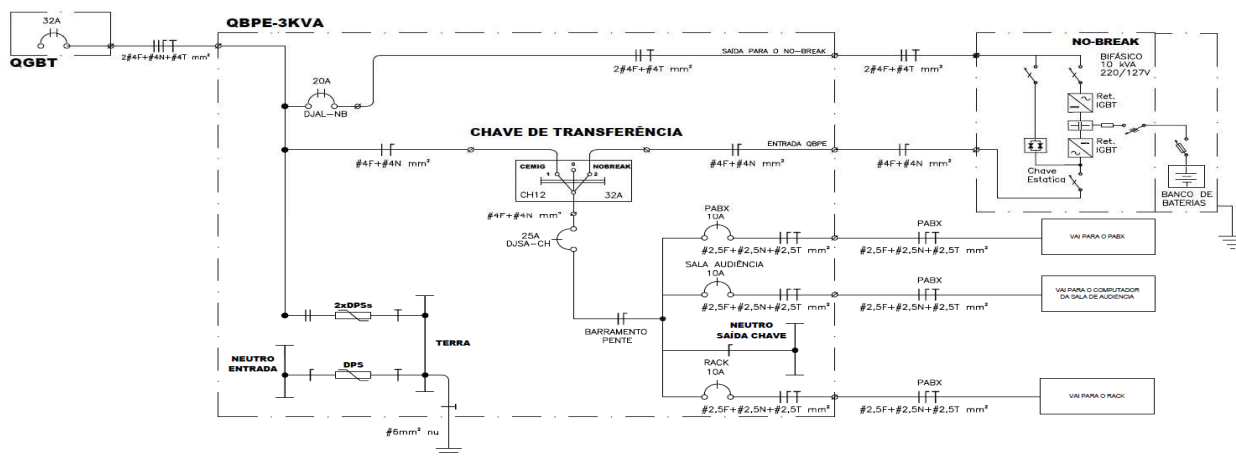 32A
QGBT
2#4F+#4N+#4T mm²
QBPE-3KVA
20A
DJAL-NB
2#4F+#4T mm²
SAÍDA PARA O NO-BREAK
2#4F+#4T mm²
NO-BREAK
BIFÁSICO
10 kVA
220/127V
Ret.
IGBT
Ret.
IGBT
Chave
Estatica
BANCO DE
BATERIAS
CHAVE DE TRANSFERÊNCIA
#4F+#4N mm²
CEMIG
0
NOBREAK
1
2
CH12
32A
#4F+#4N mm²
ENTRADA QBPE
#4F+#4N mm²
#4F+#4N mm²
25A
DJSA-CH
BARRAMENTO
PENTE
PABX
10A
#2,5F+#2,5N+#2,5T mm²
PABX
#2,5F+#2,5N+#2,5T mm²
VAI PARA O PABX
SALA AUDIÊNCIA
10A
#2,5F+#2,5N+#2,5T mm²
PABX
#2,5F+#2,5N+#2,5T mm²
VAI PARA O COMPUTADOR
DA SALA DE AUDIÊNCIA
NEUTRO
SAÍDA CHAVE
RACK
10A
#2,5F+#2,5N+#2,5T mm²
PABX
#2,5F+#2,5N+#2,5T mm²
VAI PARA O RACK
2xDPSs
TERRA
NEUTRO
ENTRADA
DPS
#6mm² nu